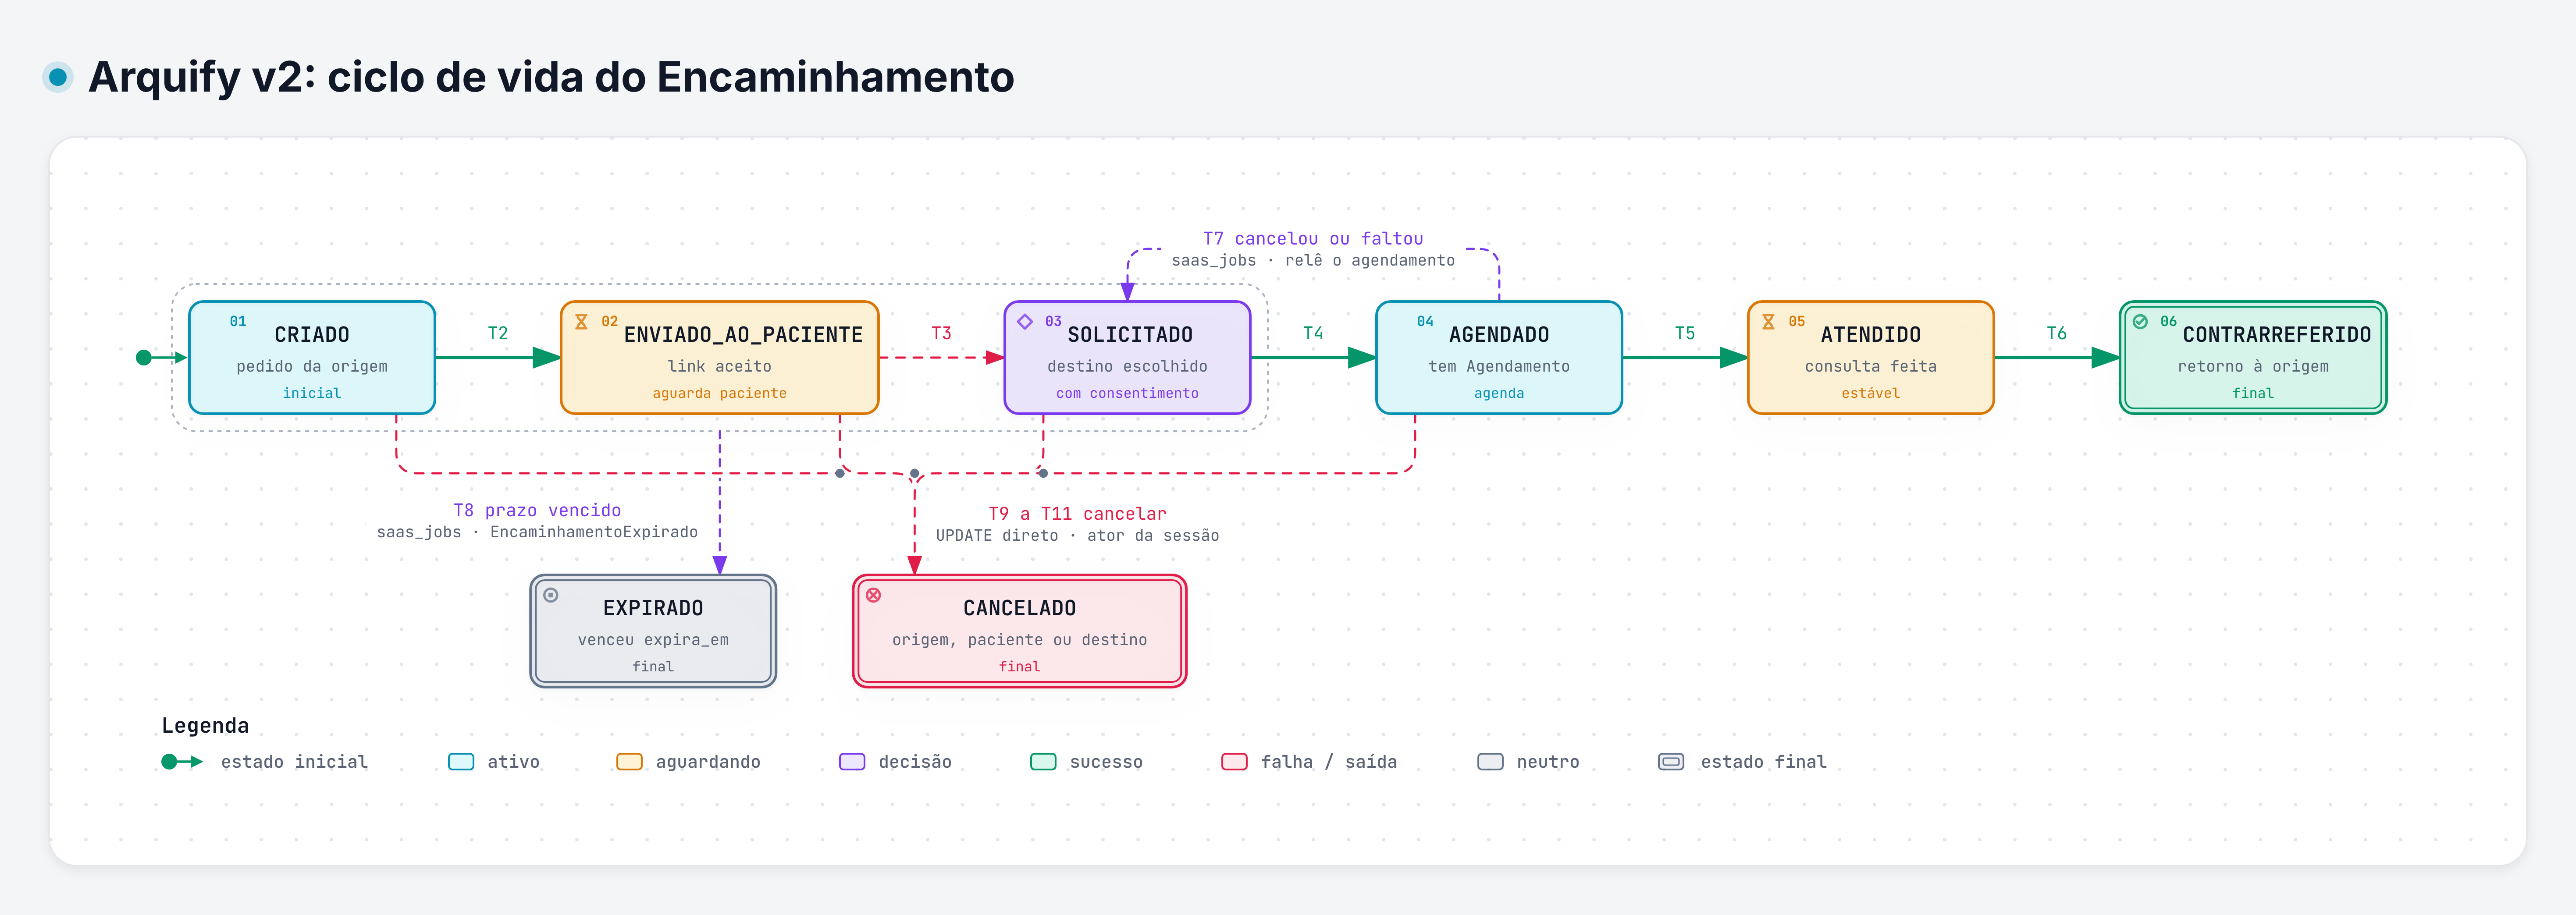 Arquify v2: ciclo de vida do Encaminhamento
T7 cancelou ou faltou
saas_jobs · relê o agendamento
01
CRIADO
pedido da origem
inicial
T2
02
ENVIADO_AO_PACIENTE
link aceito
aguarda paciente
T3
03
SOLICITADO
destino escolhido
com consentimento
T4
04
AGENDADO
tem Agendamento
agenda
T5
05
ATENDIDO
consulta feita
estável
T6
06
CONTRARREFERIDO
retorno à origem
final
T8 prazo vencido
saas_jobs · EncaminhamentoExpirado
T9 a T11 cancelar
UPDATE direto · ator da sessão
EXPIRADO
venceu expira_em
final
CANCELADO
origem, paciente ou destino
final
Legenda
estado inicial
ativo
aguardando
decisão
sucesso
falha / saída
neutro
estado final